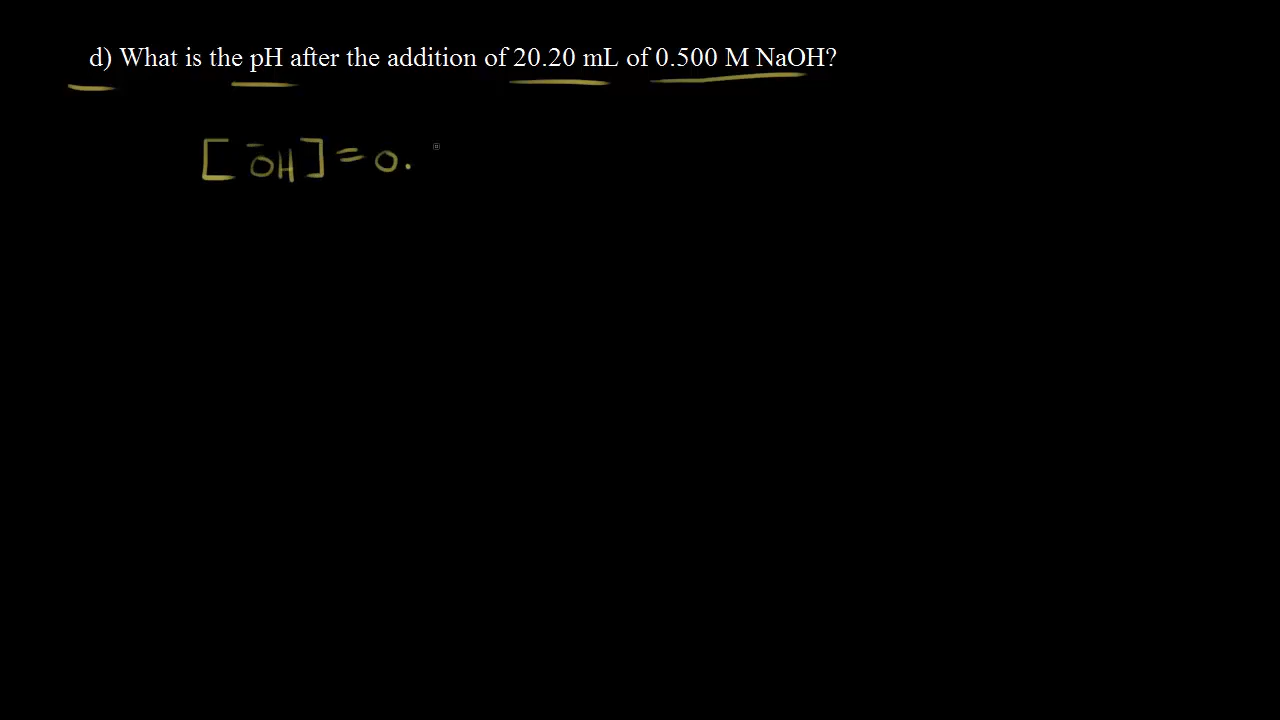 d) What is the pH after the addition of 20.20 mL of 0.500 M NaOH?
[ ⁻OH ] = 0.